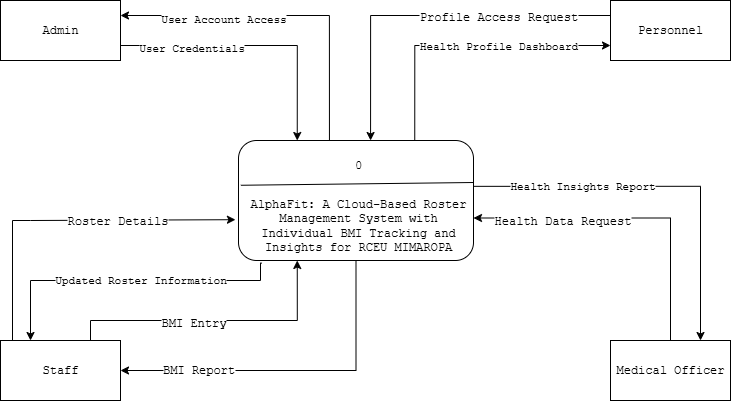 User Account Access
Profile Access Request
Admin
Personnel
User Credentials
Health Profile Dashboard
0
Health Insights Report
AlphaFit: A Cloud-Based Roster
Management System with
Individual BMI Tracking and
Insights for RCEU MIMAROPA
Roster Details
Health Data Request
Updated Roster Information
BMI Entry
Staff
BMI Report
Medical Officer